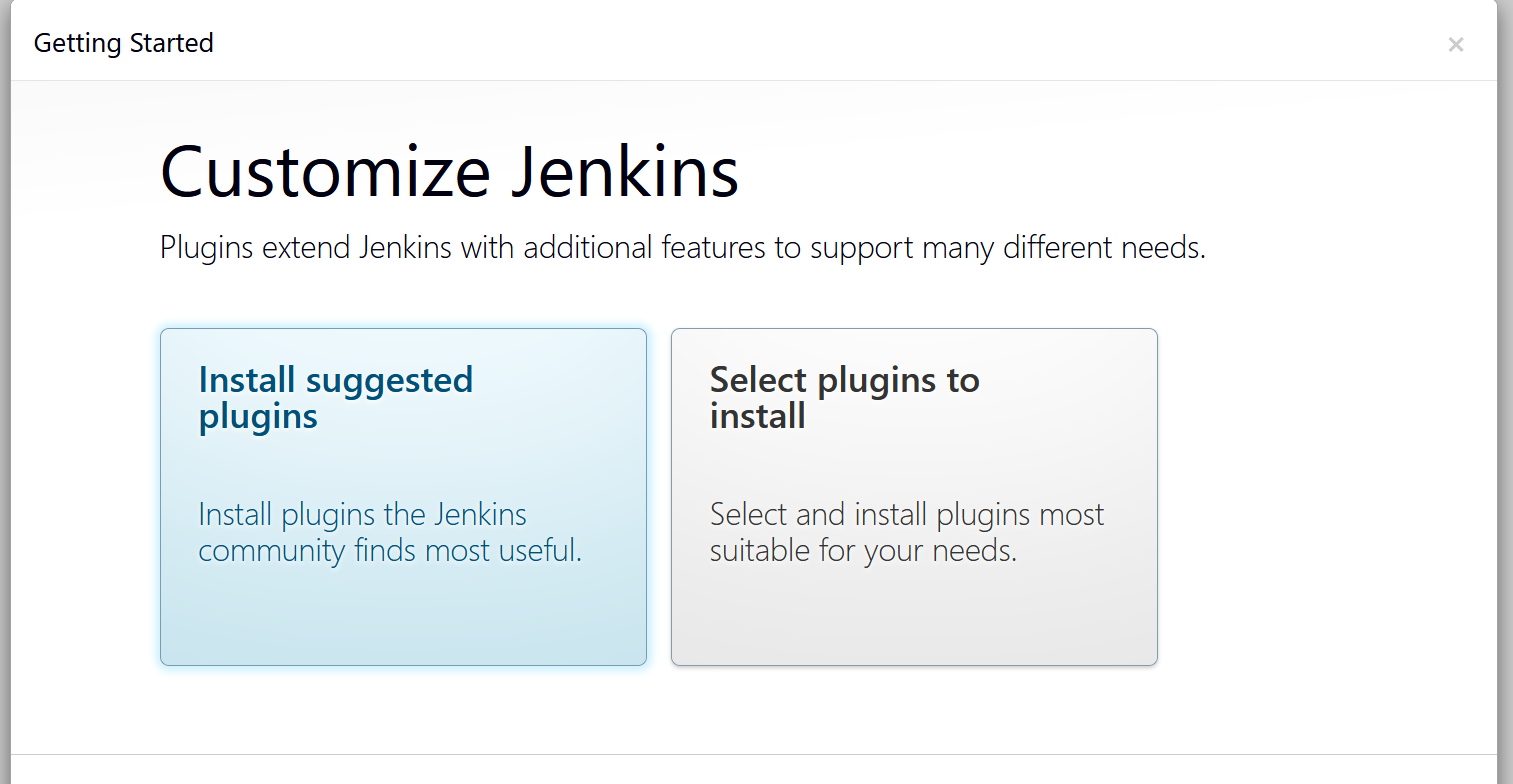 Getting Started
×
Customize Jenkins
Plugins extend Jenkins with additional features to support many different needs.
Install suggested
plugins
Install plugins the Jenkins
community finds most useful.
Select plugins to
install
Select and install plugins most
suitable for your needs.